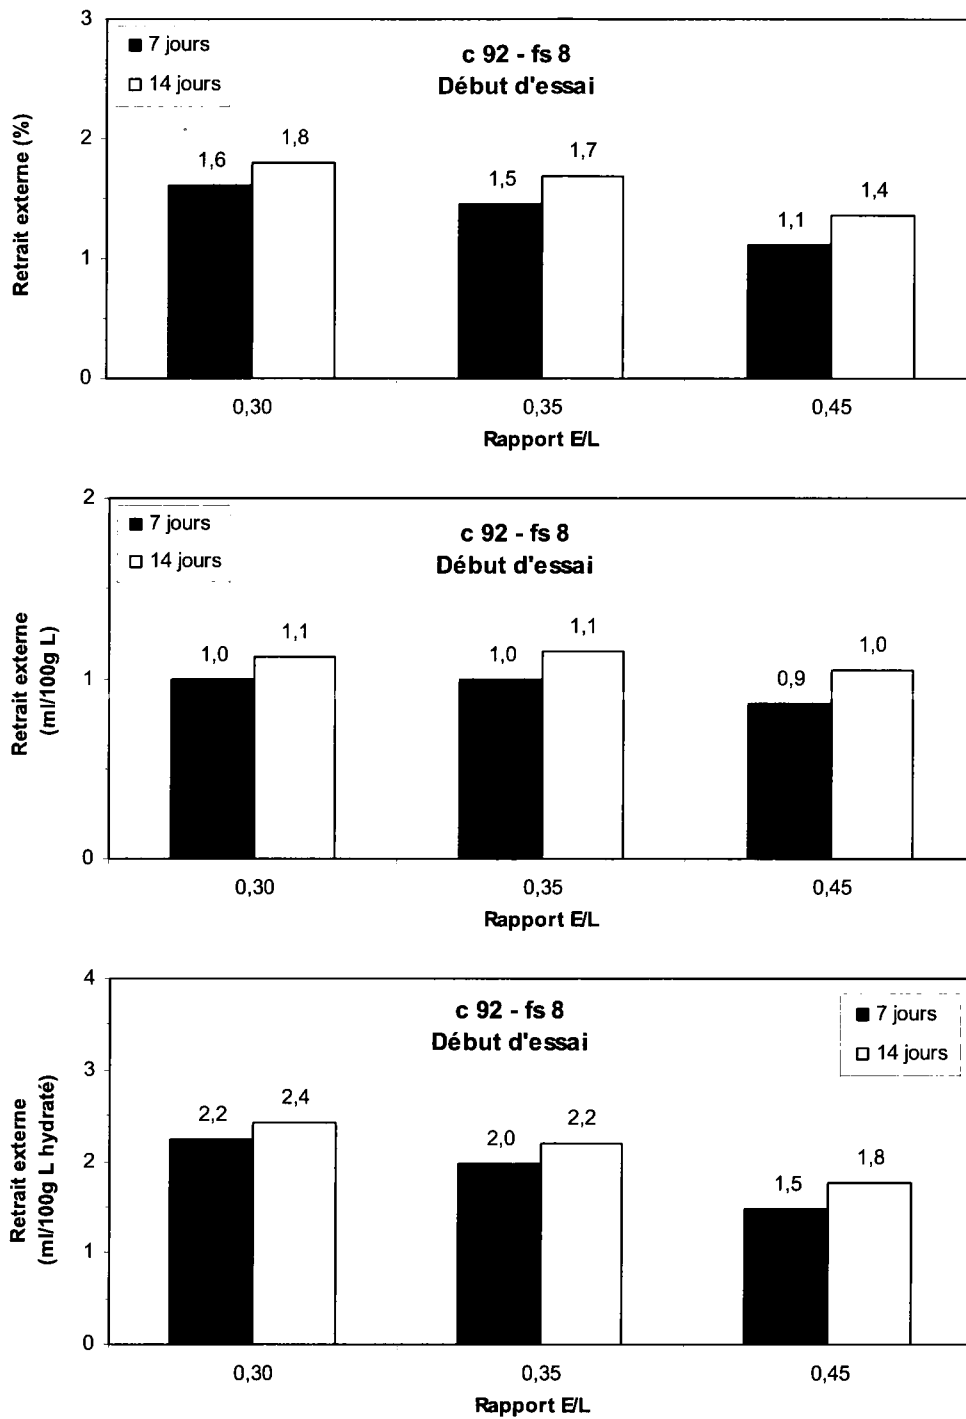 3
7 jours
14 jours
c 92 - fs 8
Début d'essai
2
1
0
Retrait externe (%)
1,6
1,8
1,5
1,7
1,1
1,4
0,30
0,35
0,45
Rapport E/L
2
7 jours
14 jours
c 92 - fs 8
Début d'essai
1
0
Retrait externe
(ml/100g L)
1,0
1,1
1,0
1,1
0,9
1,0
0,30
0,35
0,45
Rapport E/L
4
c 92 - fs 8
Début d'essai
7 jours
14 jours
3
2
1
0
Retrait externe
(ml/100g L hydraté)
2,2
2,4
2,0
2,2
1,5
1,8
0,30
0,35
0,45
Rapport E/L